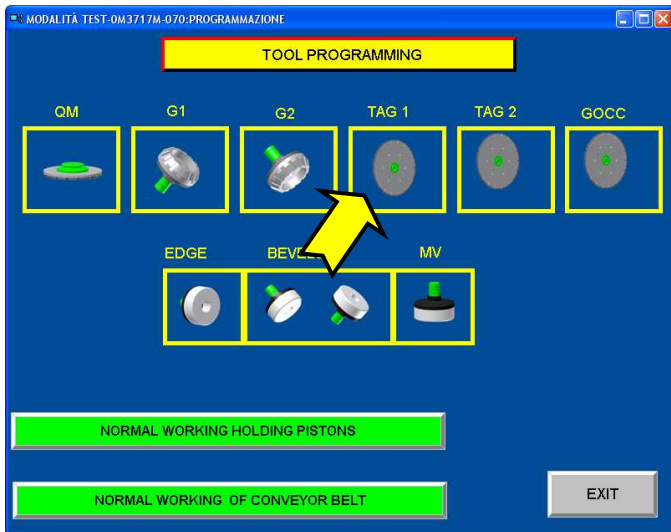 MODALITÀ TEST-0M3717M-070:PROGRAMMAZIONE
TOOL PROGRAMMING
QM G1 G2 TAG 1 TAG 2 GOCC
EDGE MV
NORMAL WORKING HOLDING PISTONS
NORMAL WORKING OF CONVEYOR BELT
EXIT